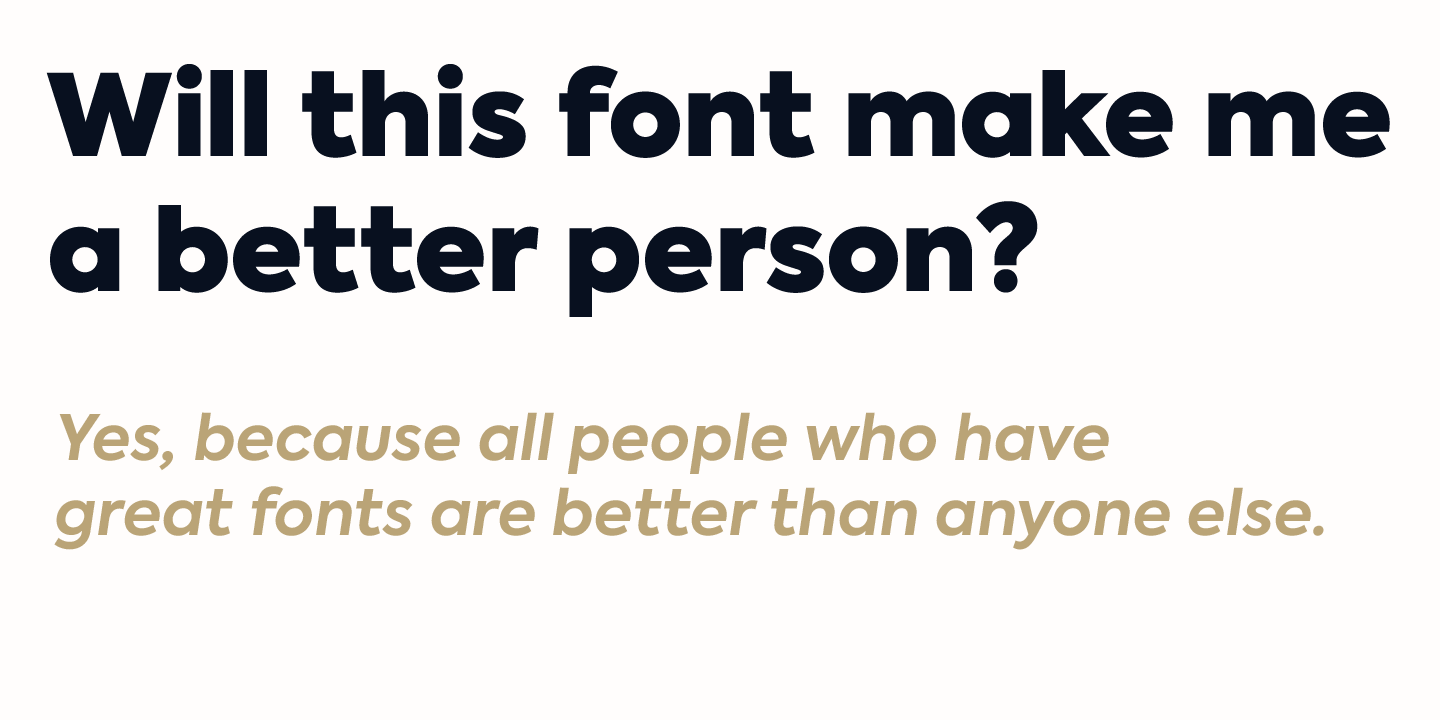 Will this font make me
a better person?
Yes, because all people who have
great fonts are better than anyone else.